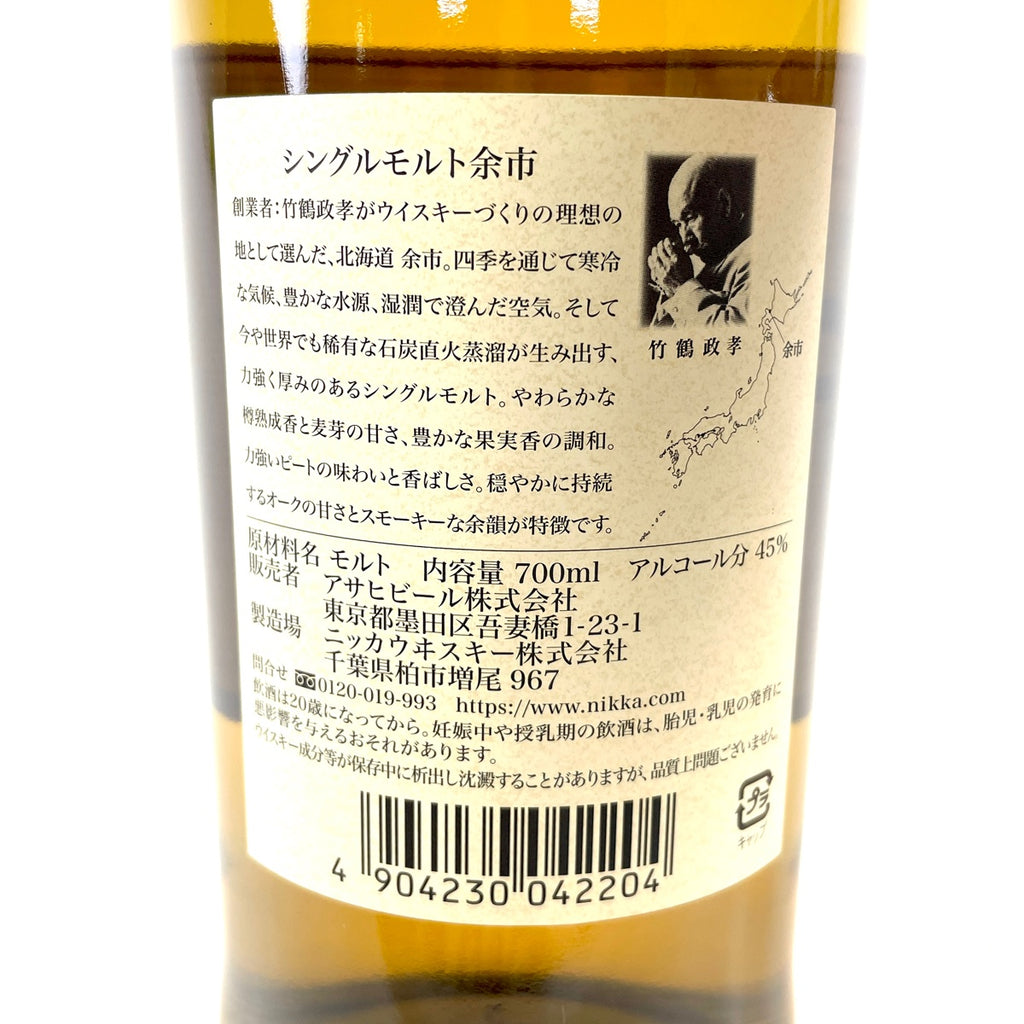 シングルモルト余市
創業者:竹鶴政孝がウイスキーづくりの理想の
地として選んだ、北海道 余市。四季を通じて寒冷
な気候、豊かな水源、湿潤で澄んだ空気。そして
今や世界でも稀有な石炭直火蒸溜が生み出す、
力強く厚みのあるシングルモルト。やわらかな
樽熟成香と麦芽の甘さ、豊かな果実香の調和。
力強いピートの味わいと香ばしさ。穏やかに持続
するオークの甘さとスモーキーな余韻が特徴です。
竹鶴政孝
余市
原材料名 モルト 内容量 700ml アルコール分 45%
販売者 アサヒビール株式会社
東京都墨田区吾妻橋1-23-1
製造場 ニッカウヰスキー株式会社
千葉県柏市増尾 967
問合せ 0120-019-993 https://www.nikka.com
飲酒は20歳になってから。妊娠中や授乳期の飲酒は、胎児・乳児の発育に
悪影響を与えるおそれがあります。
ウイスキー成分等が保存中に析出し沈澱することがありますが、品質上問題ございません。
プラ
キャップ
4 904230 042204